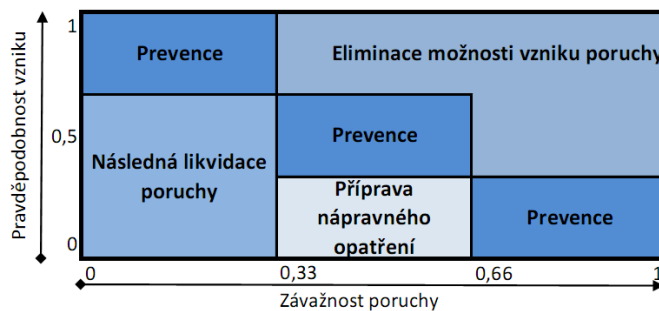 Pravděpodobnost vzniku
1
0,5
0
Prevence
Eliminace možnosti vzniku poruchy
Následná likvidace
poruchy
Prevence
Příprava
nápravného
opatření
Prevence
0
0,33
0,66
1
Závažnost poruchy